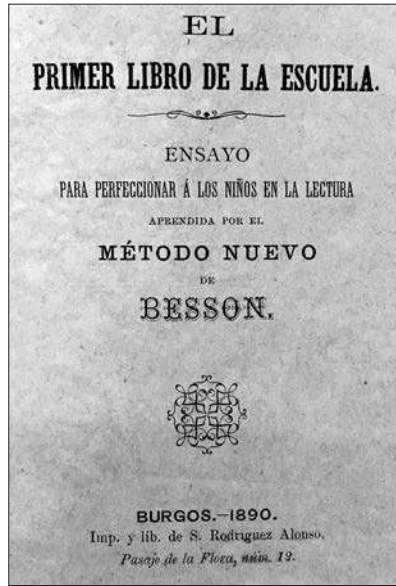 EL
PRIMER LIBRO DE LA ESCUELA.
ENSAYO
PARA PERFECCIONAR Á LOS NIÑOS EN LA LECTURA
APRENDIDA POR EL
MÉTODO NUEVO
DE
BESSON.
BURGOS.—1890.
Imp. y lib. de S. Rodriguez Alonso.
Pasaje de la Flora, núm. 12.